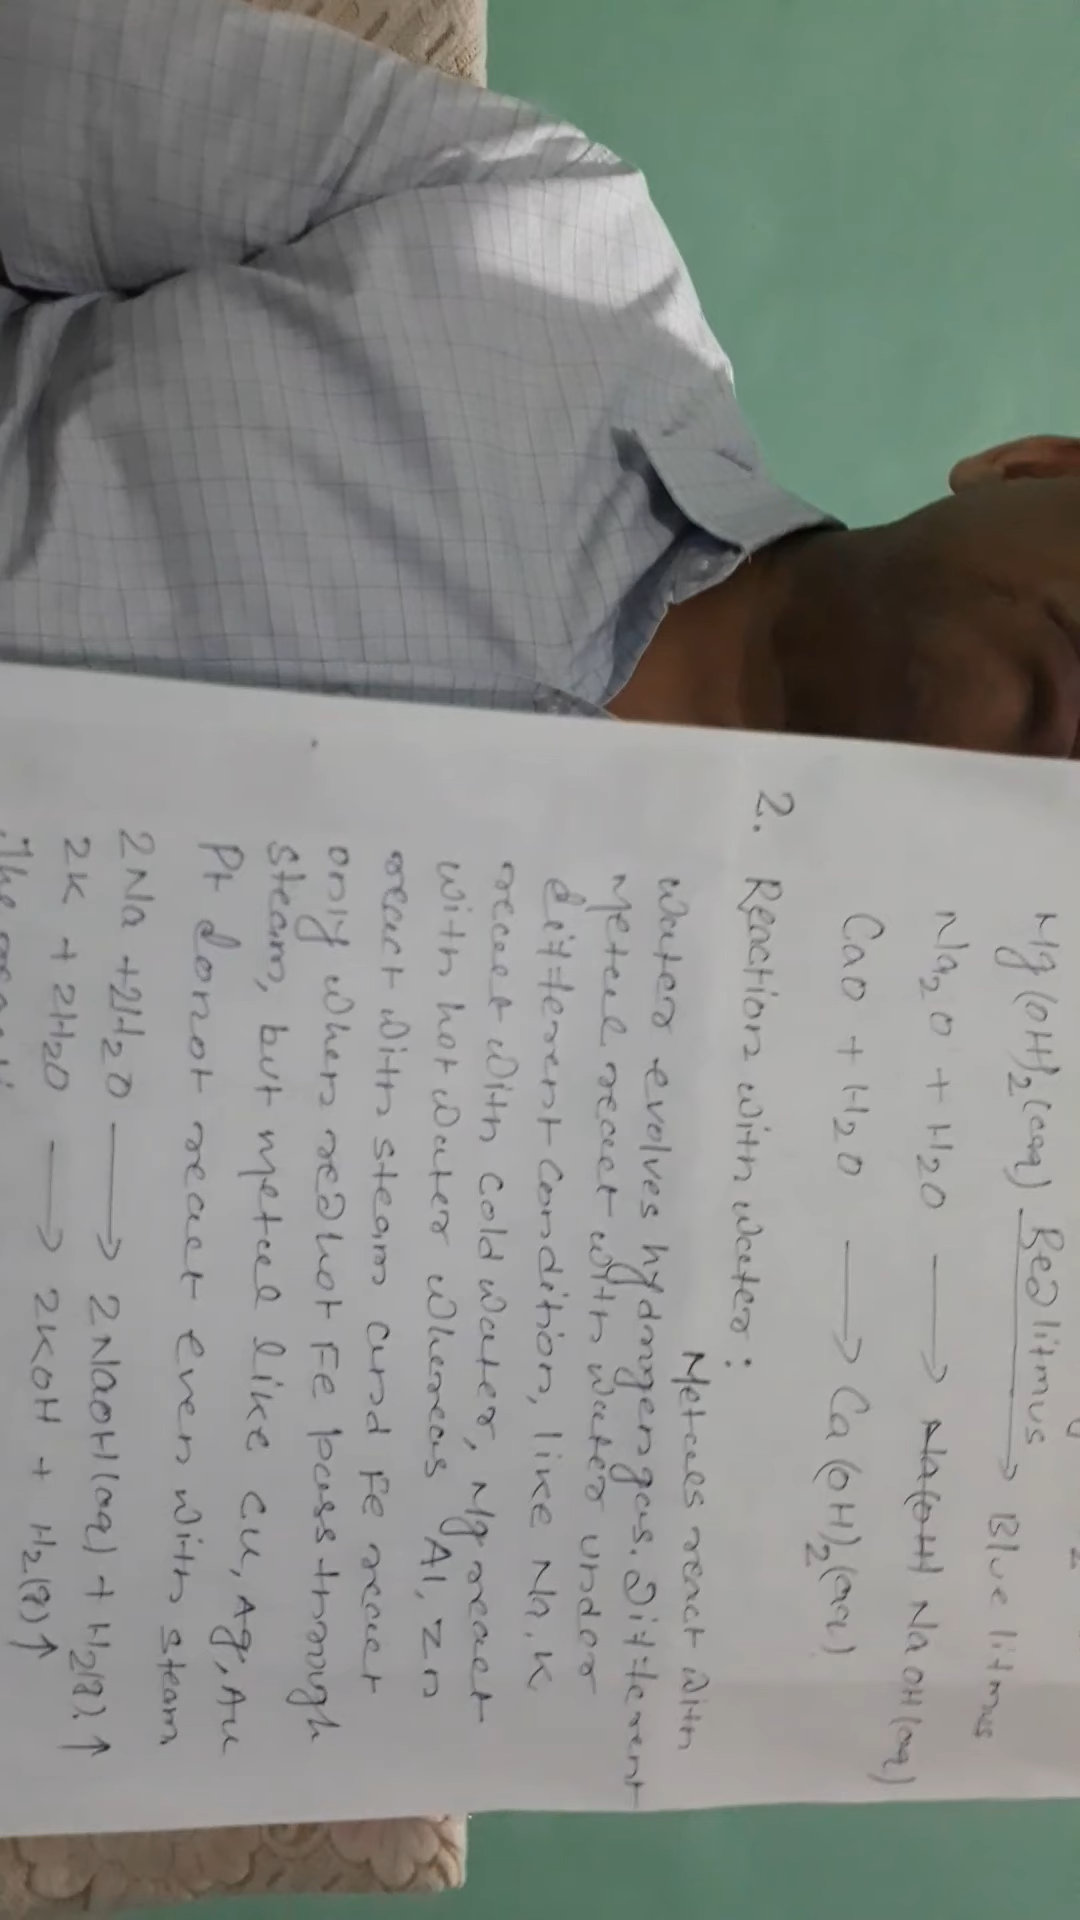 Mg(OH)2(aq) Red litmus → Blue litmus
Na2O + H2O → NaOH(aq)
CaO + H2O → Ca(OH)2(aq)
2. Reaction with water:
Metals react with
water evolves hydrogen gas. Different
Metal react with water under
different condition, like Na, K
react with cold water, Mg react
with hot water whereas Al, Zn
react with steam and Fe react
only when red hot Fe pass through
steam, but metal like Cu, Ag, Au
Pt donot react even with steam
2Na + 2H2O → 2NaOH(aq) + H2(g)↑
2K + 2H2O → 2KOH + H2(g)↑